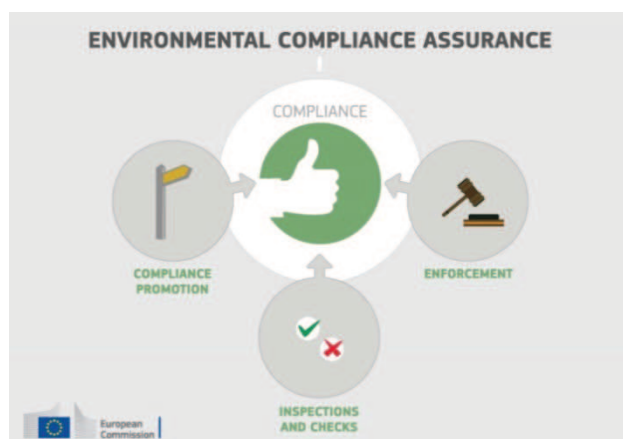 ENVIRONMENTAL COMPLIANCE ASSURANCE
COMPLIANCE
COMPLIANCE
PROMOTION
ENFORCEMENT
INSPECTIONS
AND CHECKS
European
Commission